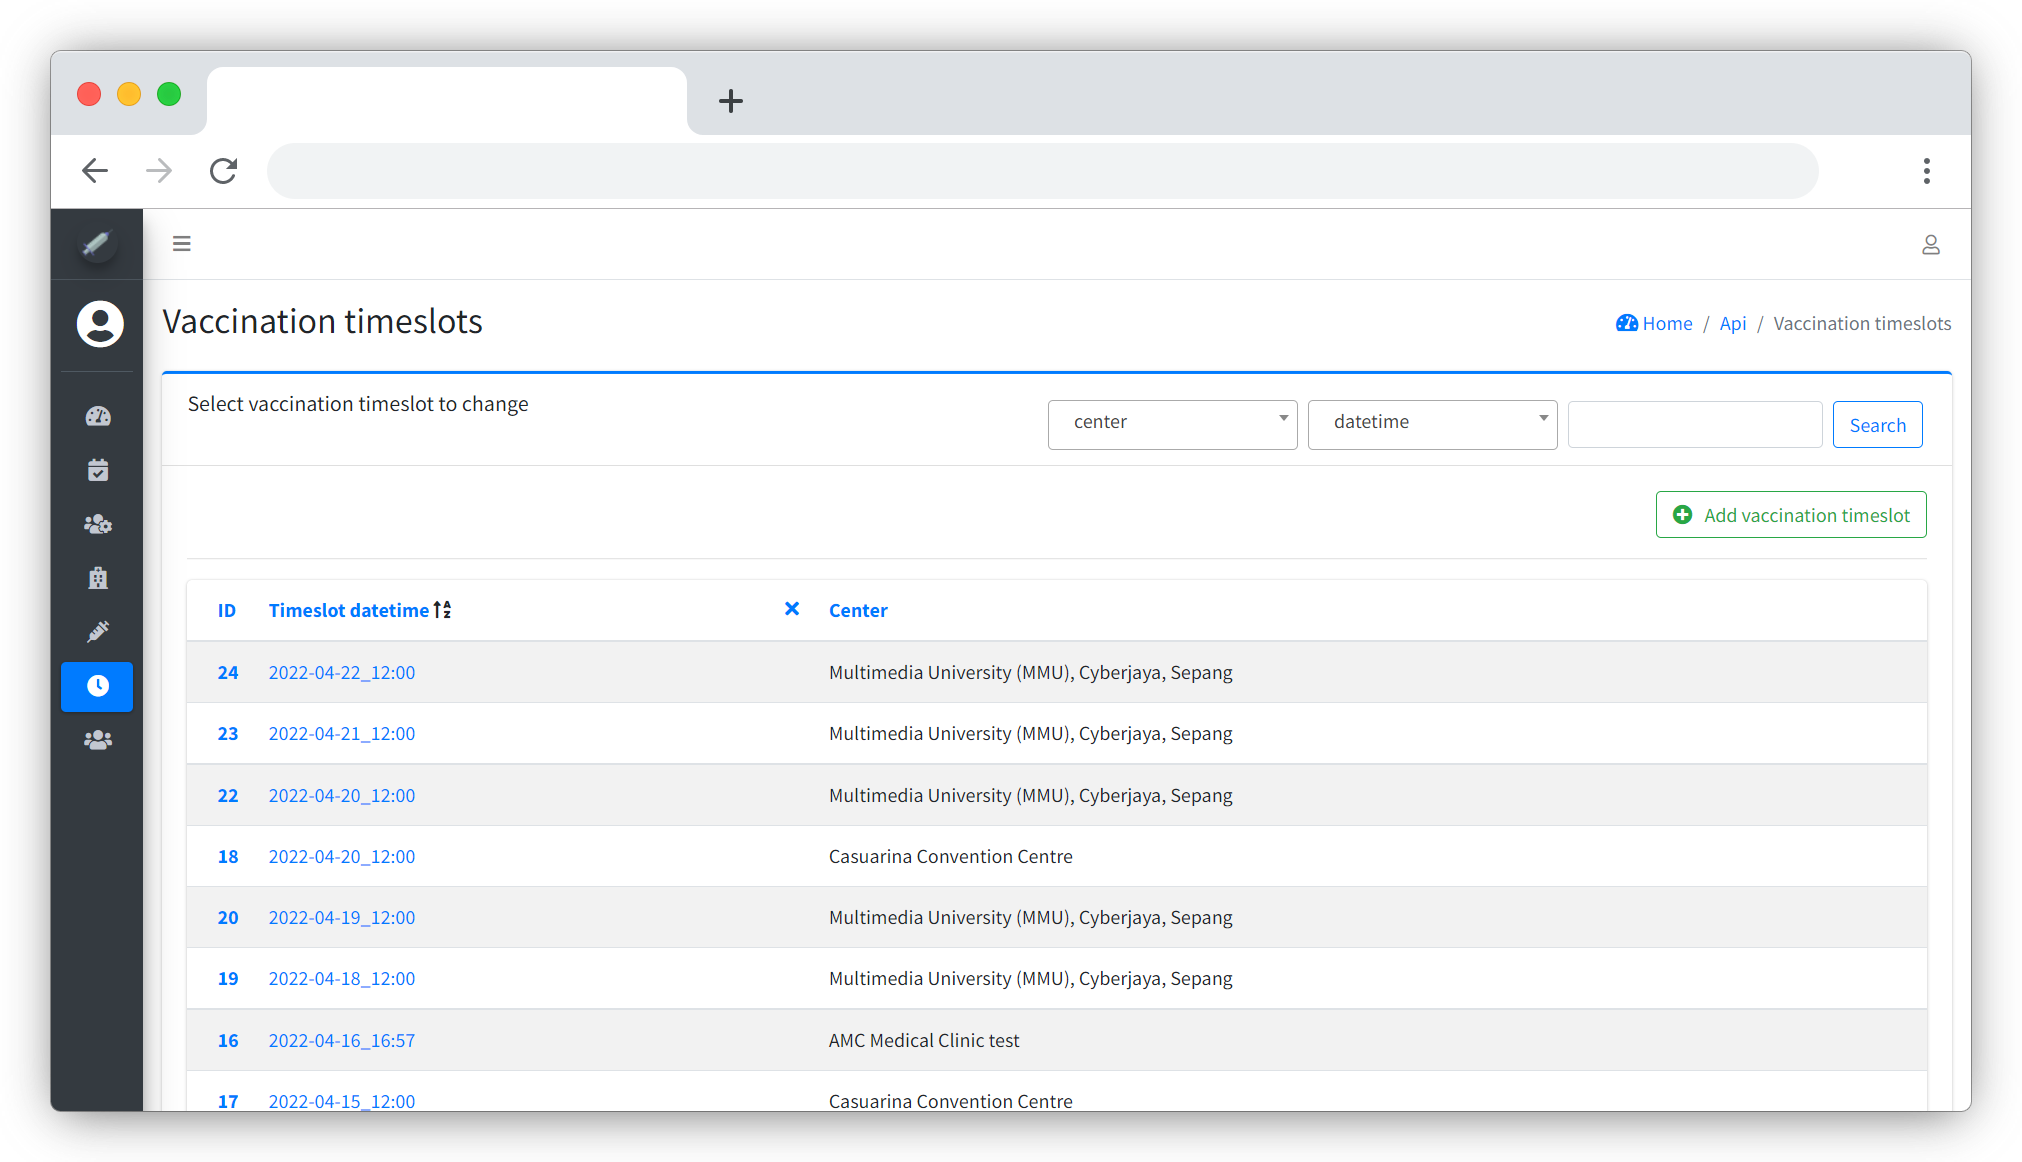 Vaccination timeslots
Home / Api / Vaccination timeslots
Select vaccination timeslot to change
center
datetime
Search
Add vaccination timeslot
ID Timeslot datetime Center
24 2022-04-22_12:00 Multimedia University (MMU), Cyberjaya, Sepang
23 2022-04-21_12:00 Multimedia University (MMU), Cyberjaya, Sepang
22 2022-04-20_12:00 Multimedia University (MMU), Cyberjaya, Sepang
18 2022-04-20_12:00 Casuarina Convention Centre
20 2022-04-19_12:00 Multimedia University (MMU), Cyberjaya, Sepang
19 2022-04-18_12:00 Multimedia University (MMU), Cyberjaya, Sepang
16 2022-04-16_16:57 AMC Medical Clinic test
17 2022-04-15_12:00 Casuarina Convention Centre